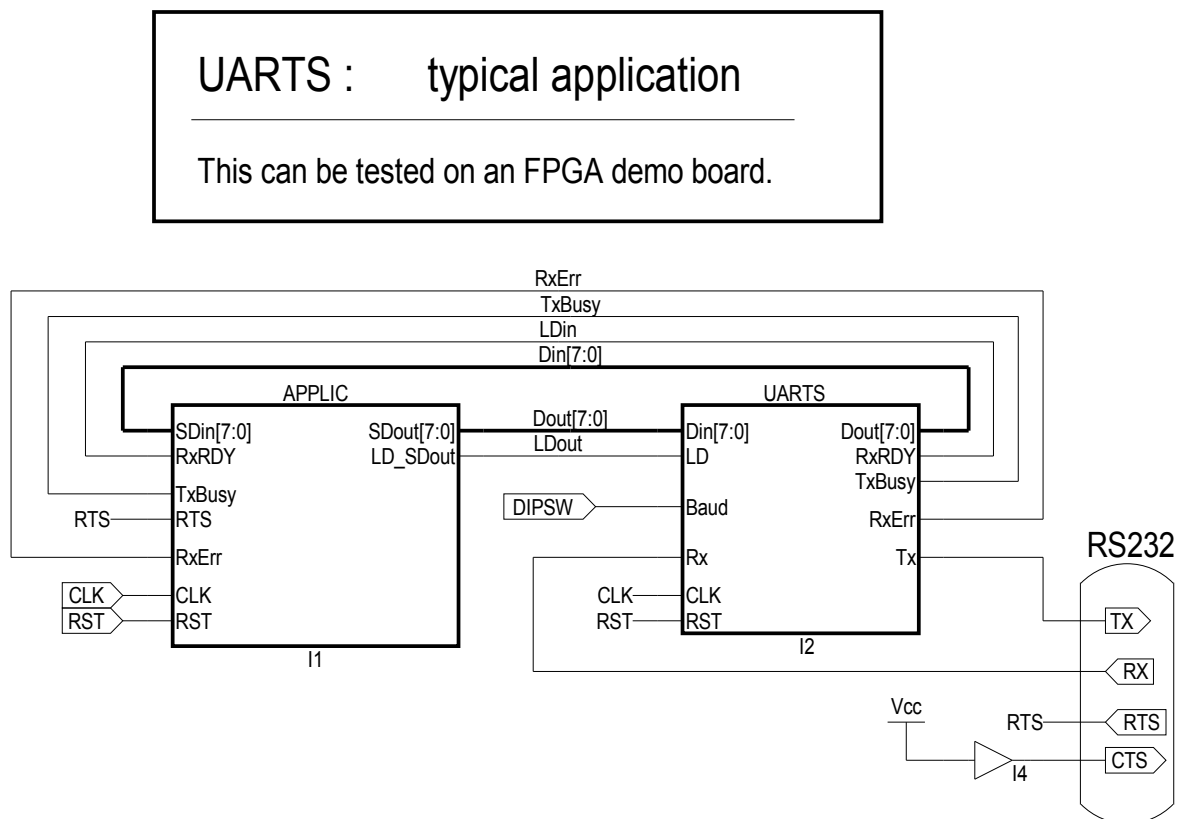 UARTS : typical application
This can be tested on an FPGA demo board.
RxErr
TxBusy
LDin
Din[7:0]
APPLIC
SDin[7:0]
RxRDY
TxBusy
RTS
RTS
RxErr
CLK
CLK
RST
RST
SDout[7:0]
LD_SDout
I1
Dout[7:0]
LDout
UARTS
Din[7:0]
LD
DIPSW
Baud
Rx
CLK
CLK
RST
RST
Dout[7:0]
RxRDY
TxBusy
RxErr
Tx
I2
RS232
TX
RX
RTS
RTS
Vcc
I4
CTS